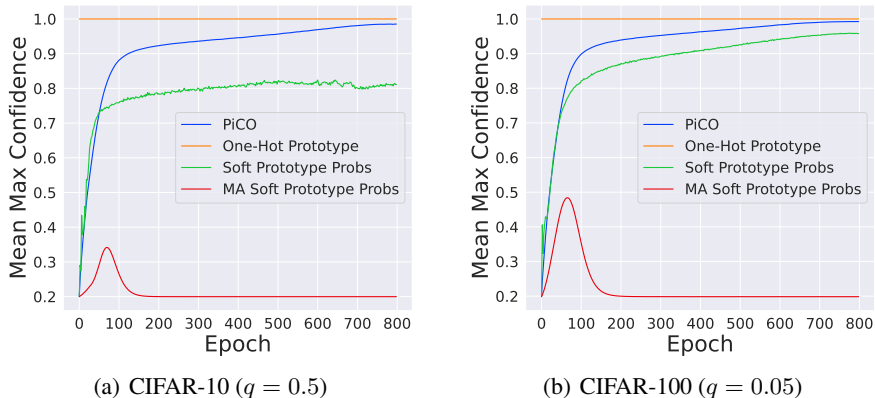 1.0
0.9
0.8
0.7
0.6
0.5
0.4
0.3
0.2
Mean Max Confidence
PiCO
One-Hot Prototype
Soft Prototype Probs
MA Soft Prototype Probs
0 100 200 300 400 500 600 700 800
Epoch
(a) CIFAR-10 (q = 0.5)
1.0
0.9
0.8
0.7
0.6
0.5
0.4
0.3
0.2
Mean Max Confidence
PiCO
One-Hot Prototype
Soft Prototype Probs
MA Soft Prototype Probs
0 100 200 300 400 500 600 700 800
Epoch
(b) CIFAR-100 (q = 0.05)